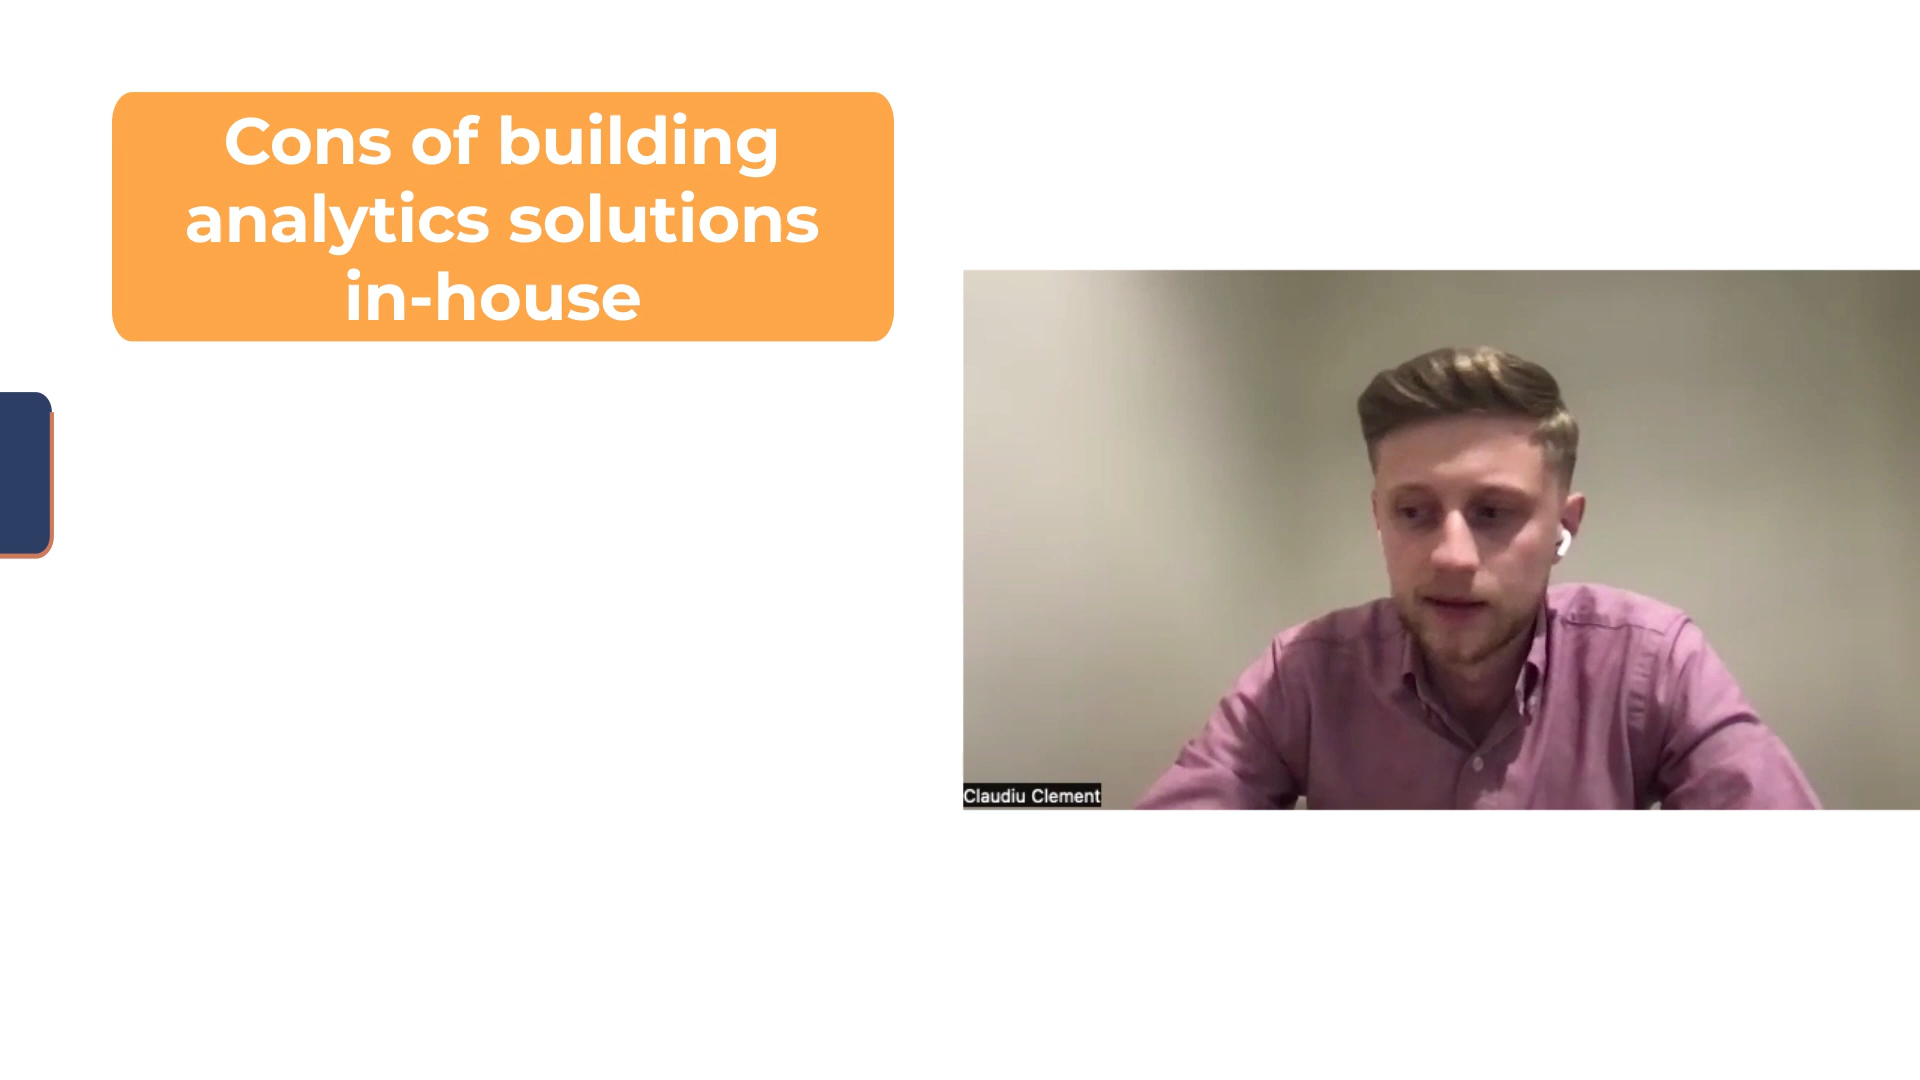 Cons of building
analytics solutions
in-house
Claudiu Clement